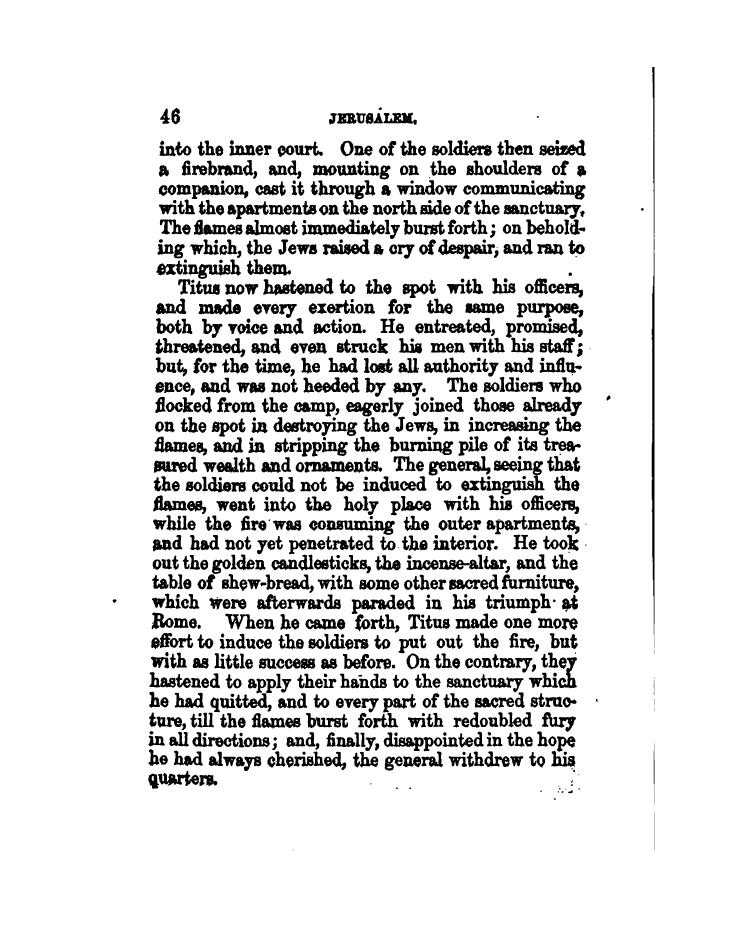 46 JERUSALEM.
into the inner court. One of the soldiers then seized
a firebrand, and, mounting on the shoulders of a
companion, cast it through a window communicating
with the apartments on the north side of the sanctuary.
The flames almost immediately burst forth; on behold-
ing which, the Jews raised a cry of despair, and ran to
extinguish them.
Titus now hastened to the spot with his officers,
and made every exertion for the same purpose,
both by voice and action. He entreated, promised,
threatened, and even struck his men with his staff;
but, for the time, he had lost all authority and influ-
ence, and was not heeded by any. The soldiers who
flocked from the camp, eagerly joined those already
on the spot in destroying the Jews, in increasing the
flames, and in stripping the burning pile of its trea-
sured wealth and ornaments. The general, seeing that
the soldiers could not be induced to extinguish the
flames, went into the holy place with his officers,
while the fire was consuming the outer apartments,
and had not yet penetrated to the interior. He took
out the golden candlesticks, the incense-altar, and the
table of shew-bread, with some other sacred furniture,
which were afterwards paraded in his triumph at
Rome. When he came forth, Titus made one more
effort to induce the soldiers to put out the fire, but
with as little success as before. On the contrary, they
hastened to apply their hands to the sanctuary which
he had quitted, and to every part of the sacred struc-
ture, till the flames burst forth with redoubled fury
in all directions; and, finally, disappointed in the hope
he had always cherished, the general withdrew to his
quarters.